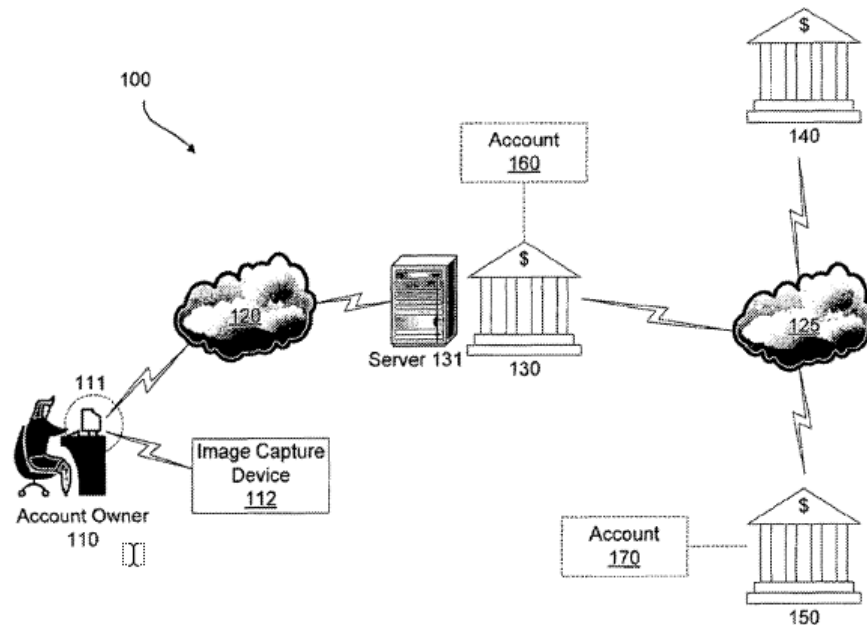 $
140
100
Account
160
$
120
Server 131
130
125
111
Image Capture
Device
112
Account Owner
110
$
Account
170
150